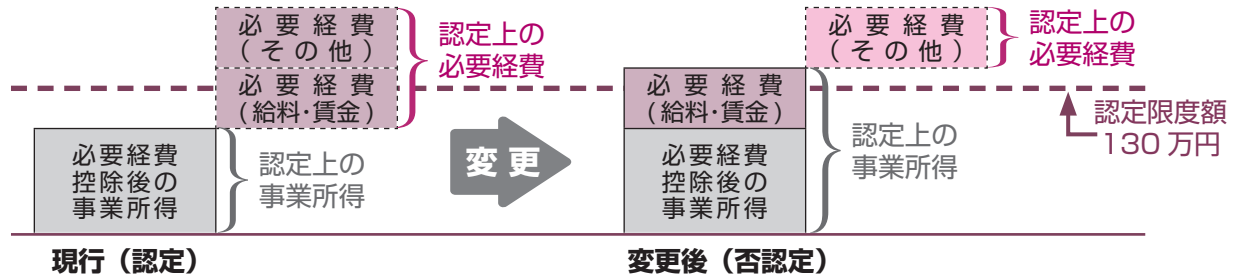 必要経費
(その他)
必要経費
(給料・賃金)
認定上の
必要経費
必要経費
控除後の
事業所得
認定上の
事業所得
現行（認定）
変更
必要経費
(その他)
認定上の
必要経費
必要経費
(給料・賃金)
必要経費
控除後の
事業所得
認定上の
事業所得
認定限度額
130万円
変更後（否認定）